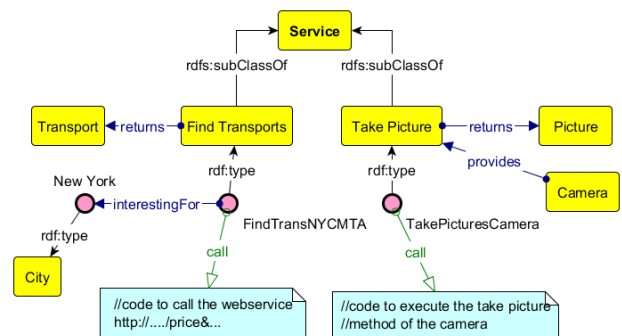 Service
rdfs:subClassOf
rdfs:subClassOf
Transport
returns
Find Transports
Take Picture
returns
Picture
rdf:type
rdf:type
provides
Camera
New York
interestingFor
FindTransNYCMTA
TakePicturesCamera
rdf:type
City
call
call
//code to call the webservice
http://..../price&...
//code to execute the take picture
//method of the camera